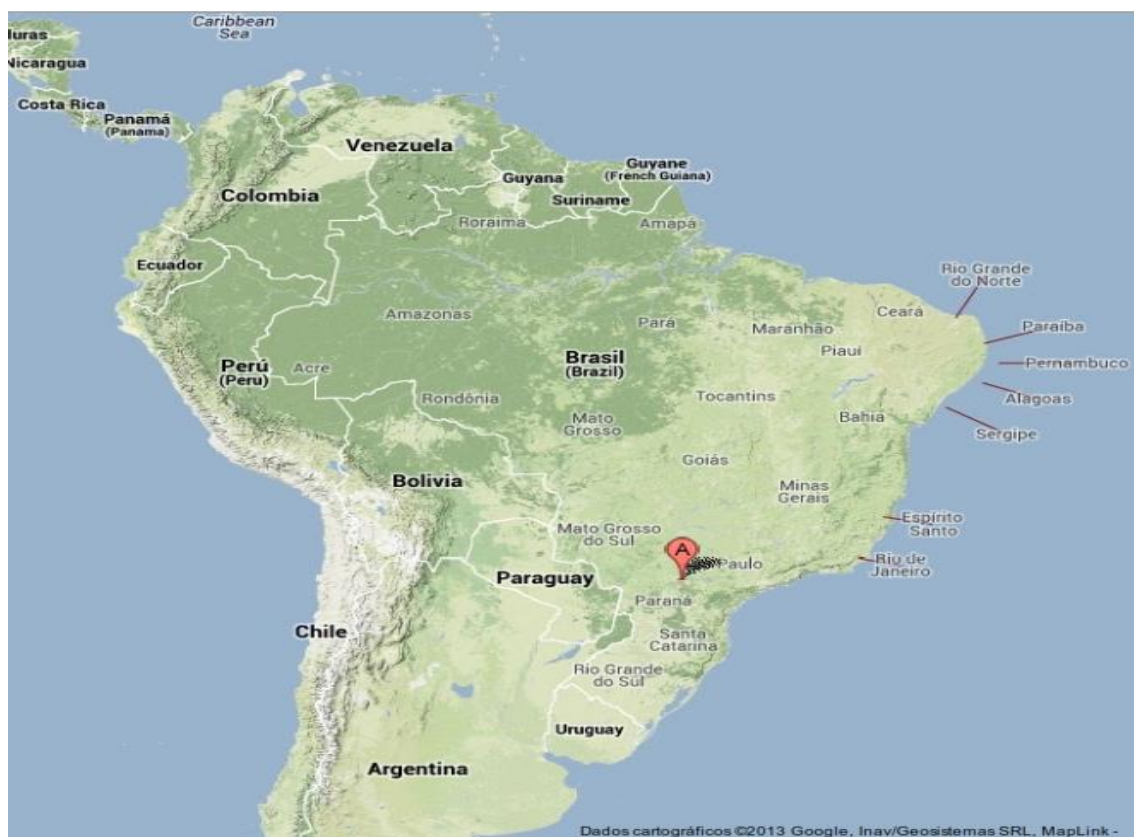 Caribbean
Sea
uras
Nicaragua
Costa Rica
Panamá
(Panama)
Venezuela
Guyane
(French Guiana)
Guyana
Colombia
Suriname
Roraima
Amapá
Ecuador
Rio Grande
do Norte
Amazonas
Ceará
Pará
Maranhão
Paraíba
Piauí
Perú
(Peru)
Acre
Brasil
(Brazil)
Pernambuco
Rondônia
Tocantins
Alagoas
Mato
Grosso
Bahia
Sergipe
Goiás
Bolivia
Minas
Gerais
Mato Grosso
do Sul
Espírito
Santo
A
Paulo
Rio de
Janeiro
Paraguay
Paraná
Chile
Santa
Catarina
Rio Grande
do Sul
Uruguay
Argentina
Dados cartográficos ©2013 Google, Inav/Geosistemas SRL, MapLink -